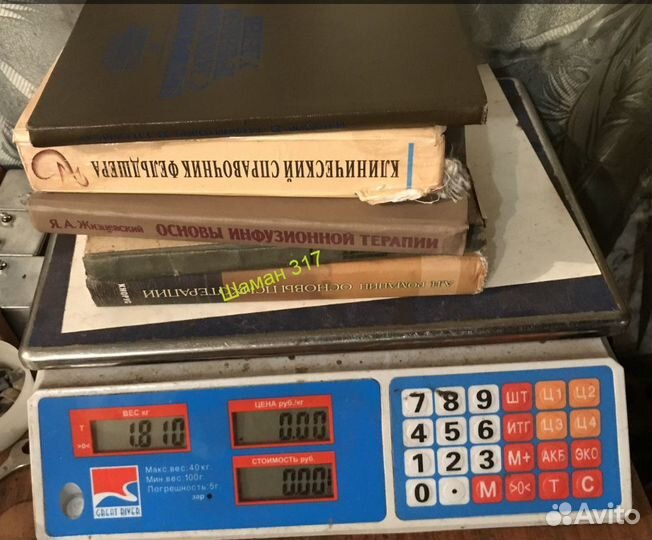 КЛИНИЧЕСКИЙ СПРАВОЧНИК ФЕЛЬДШЕРА
Я.А.Жизневский ОСНОВЫ ИНФУЗИОННОЙ ТЕРАПИИ
Шаман 317
ОСНОВЫ
ВЕС кг
Т
>0<
1.810
ЦЕНА руб./кг
0.00
СТОИМОСТЬ руб.
0.00
Макс.вес:40кг.
Мин.вес:100г.
Погрешность:5г.
зар
GREAT RIVER
7 8 9 ШТ Ц1 Ц2
4 5 6 ИТГ Ц3 Ц4
1 2 3 М+ АКБ ЭКО
0 . М >0< Т С
Avito